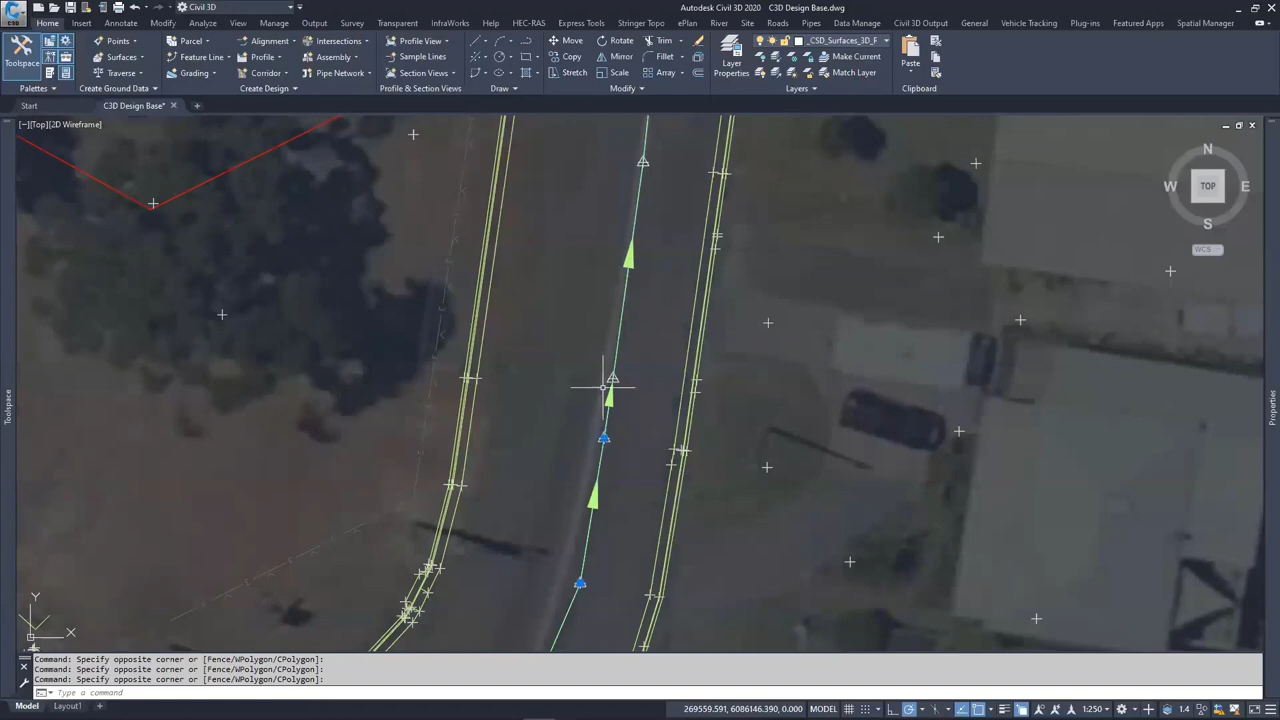 Civil 3D
Autodesk Civil 3D 2020 C3D Design Base.dwg
C3D
Home Insert Annotate Modify Analyze View Manage Output Survey Transparent InfraWorks Help HEC-RAS Express Tools Stringer Topo ePlan River Site Roads Pipes Data Manager Civil 3D Output Vehicle Tracking Plug-ins Featured Apps Spatial Manager
Points Parcel Alignment Intersections Profile View Move Rotate Trim _CSD_Surfaces_3D_F
Surfaces Feature Line Profile Assembly Sample Lines Copy Mirror Fillet Make Current
Traverse Grading Corridor Pipe Network Section Views Stretch Scale Array Match Layer
Toolspace Layer Properties Paste
Palettes Create Ground Data Create Design Profile & Section Views Draw Modify Layers Clipboard
Start C3D Design Base*
[−][Top][2D Wireframe]
N
W TOP E
S
WCS
Toolspace
Properties
Y
X
Command: Specify opposite corner or [Fence/WPolygon/CPolygon]:
Command: Specify opposite corner or [Fence/WPolygon/CPolygon]:
Command: Specify opposite corner or [Fence/WPolygon/CPolygon]:
Type a command
Model Layout1 269559.591, 6086146.390, 0.000 MODEL 1:250 1.4